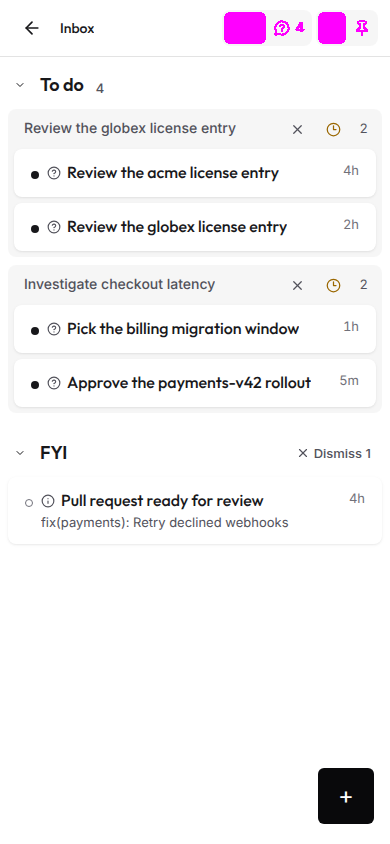 Inbox
4
To do 4
Review the globex license entry 2
Review the acme license entry 4h
Review the globex license entry 2h
Investigate checkout latency 2
Pick the billing migration window 1h
Approve the payments-v42 rollout 5m
FYI
Dismiss 1
Pull request ready for review 4h
fix(payments): Retry declined webhooks